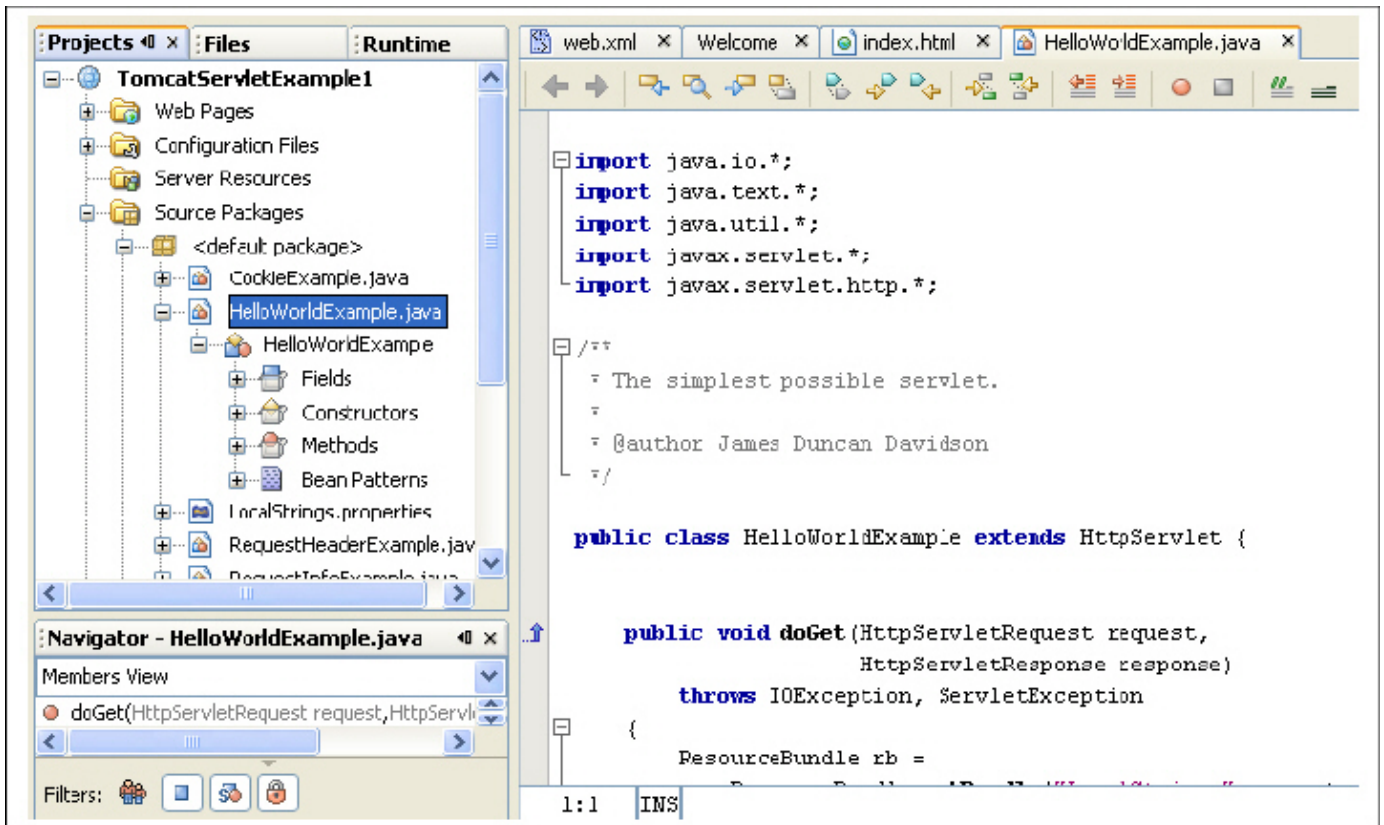 Projects
Files
Runtime
TomcatServletExample1
Web Pages
Configuration Files
Server Resources
Source Packages
<default package>
CookieExample.java
HelloWorldExample.java
HelloWorldExampe
Fields
Constructors
Methods
Bean Patterns
LocalStrings.properties
RequestHeaderExample.jav
RequestInfoExample.java
Navigator - HelloWorldExample.java
Members View
doGet(HttpServletRequest request,HttpServl
Filters:
web.xml
Welcome
index.html
HelloWorldExample.java
import java.io.*;
import java.text.*;
import java.util.*;
import javax.servlet.*;
import javax.servlet.http.*;
/**
* The simplest possible servlet.
*
* @author James Duncan Davidson
*/
public class HelloWorldExample extends HttpServlet {
public void doGet(HttpServletRequest request,
HttpServletResponse response)
throws IOException, ServletException
{
ResourceBundle rb =
1:1 INS